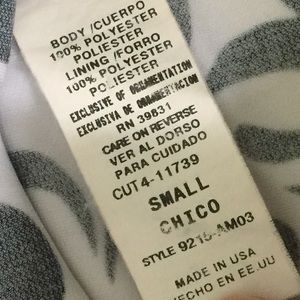 BODY/CUERPO
100% POLYESTER
POLIESTER
LINING/FORRO
100% POLYESTER
POLIESTER
EXCLUSIVE OF ORNAMENTATION
EXCLUSIVA DE ORNAMENTACION
RN 39831
CARE ON REVERSE
VER AL DORSO
PARA CUIDADO
CUT4-11739
SMALL
CHICO
STYLE 9215-AM03
MADE IN USA
HECHO EN EE.UU